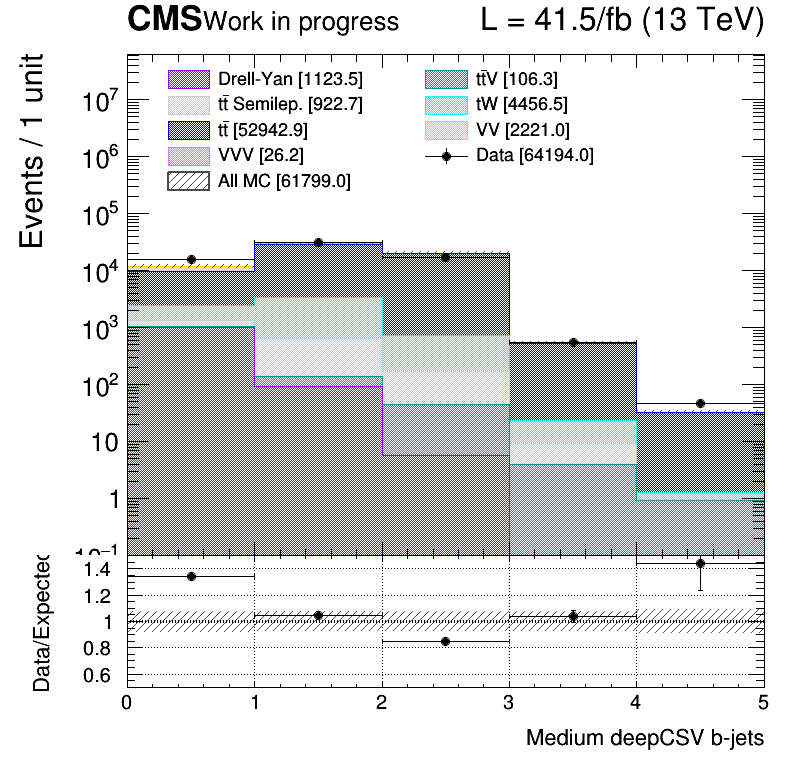 CMS Work in progress L = 41.5/fb (13 TeV)
Events / 1 unit
Drell-Yan [1123.5]
tt̄ Semilep. [922.7]
tt̄ [52942.9]
VVV [26.2]
All MC [61799.0]
tt̄V [106.3]
tW [4456.5]
VV [2221.0]
Data [64194.0]
10⁷
10⁶
10⁵
10⁴
10³
10²
10
1
10⁻¹
Data/Expected
1.4
1.2
1
0.8
0.6
0 1 2 3 4 5
Medium deepCSV b-jets